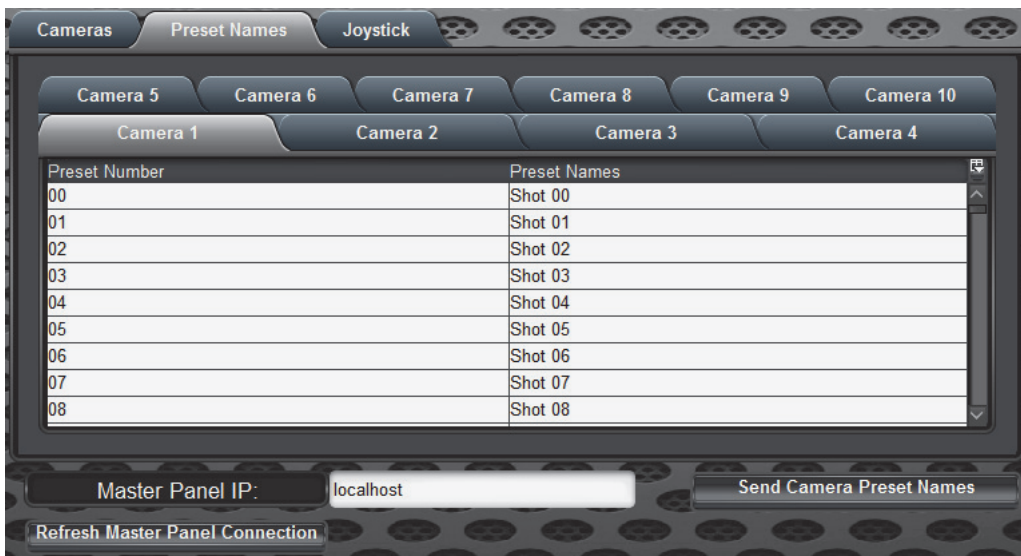 Cameras Preset Names Joystick
Camera 5 Camera 6 Camera 7 Camera 8 Camera 9 Camera 10
Camera 1 Camera 2 Camera 3 Camera 4
Preset Number Preset Names
00 Shot 00
01 Shot 01
02 Shot 02
03 Shot 03
04 Shot 04
05 Shot 05
06 Shot 06
07 Shot 07
08 Shot 08
Master Panel IP: localhost Send Camera Preset Names
Refresh Master Panel Connection